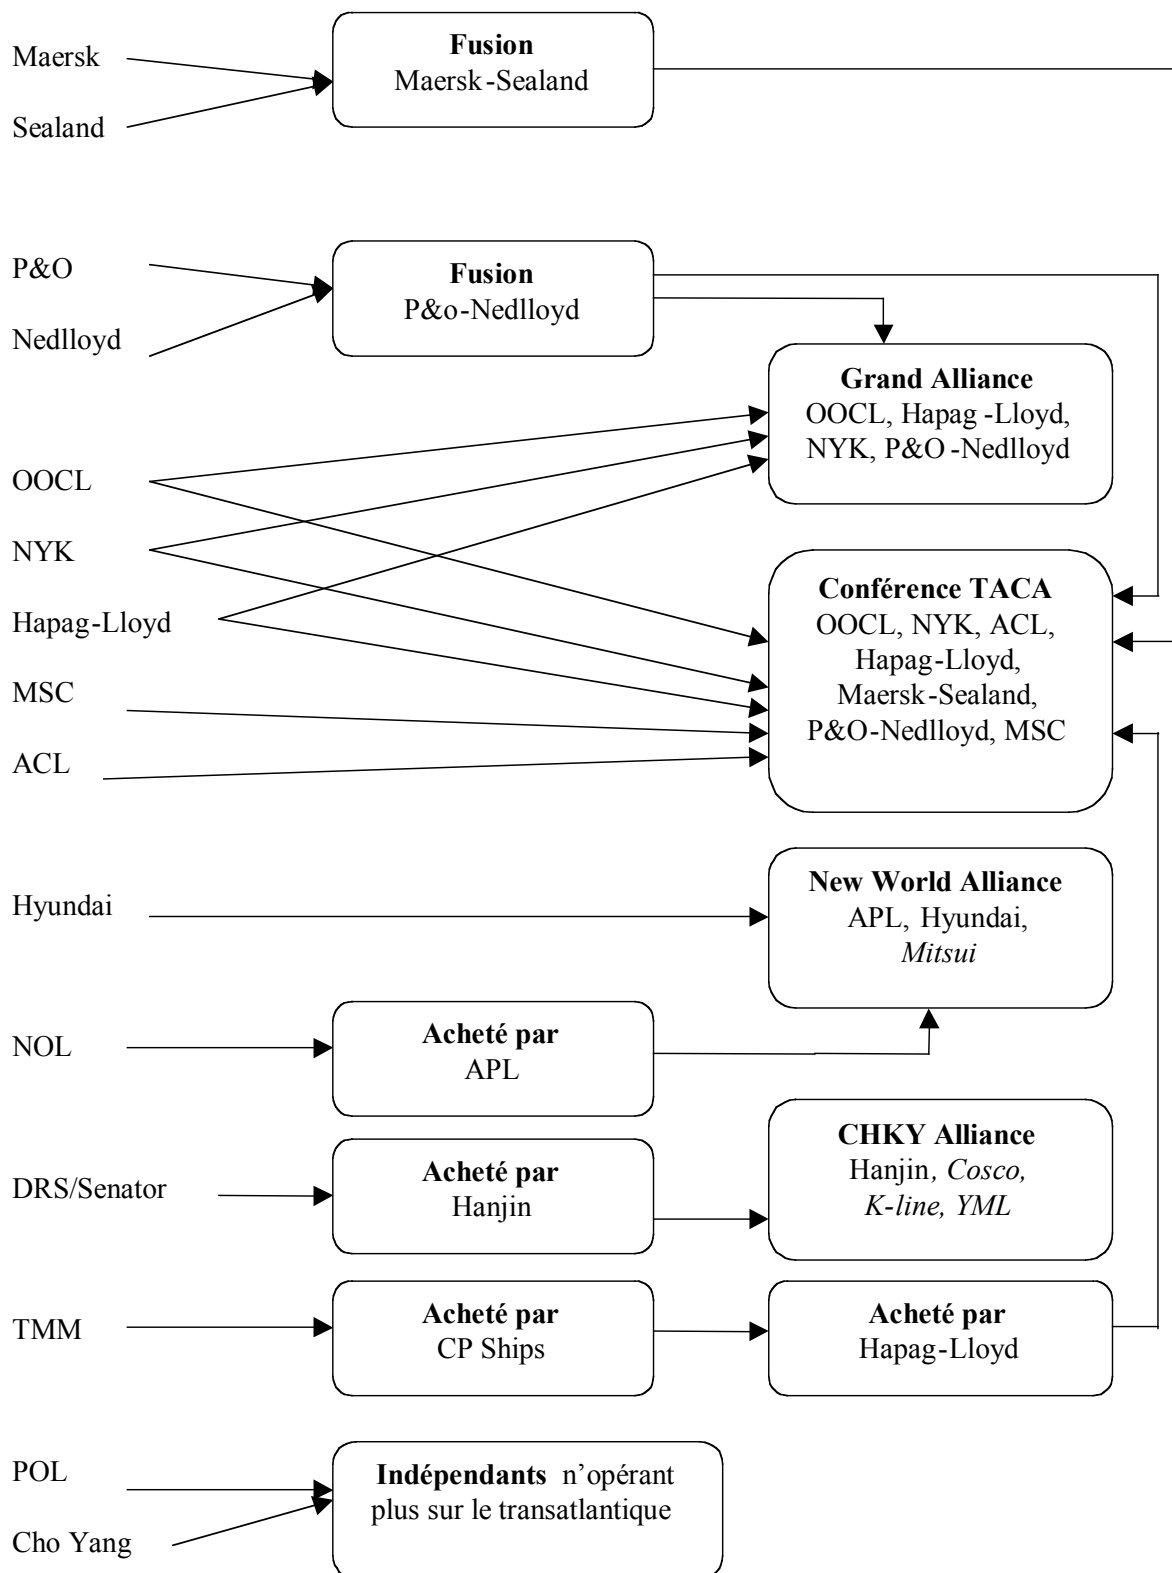 Maersk
Sealand
Fusion
Maersk-Sealand
P&O
Nedlloyd
Fusion
P&o-Nedlloyd
Grand Alliance
OOCL, Hapag-Lloyd,
NYK, P&O-Nedlloyd
OOCL
NYK
Hapag-Lloyd
MSC
ACL
Conférence TACA
OOCL, NYK, ACL,
Hapag-Lloyd,
Maersk-Sealand,
P&O-Nedlloyd, MSC
Hyundai
New World Alliance
APL, Hyundai,
Mitsui
NOL
Acheté par
APL
DRS/Senator
Acheté par
Hanjin
CHKY Alliance
Hanjin, Cosco,
K-line, YML
TMM
Acheté par
CP Ships
Acheté par
Hapag-Lloyd
POL
Cho Yang
Indépendants n’opérant
plus sur le transatlantique